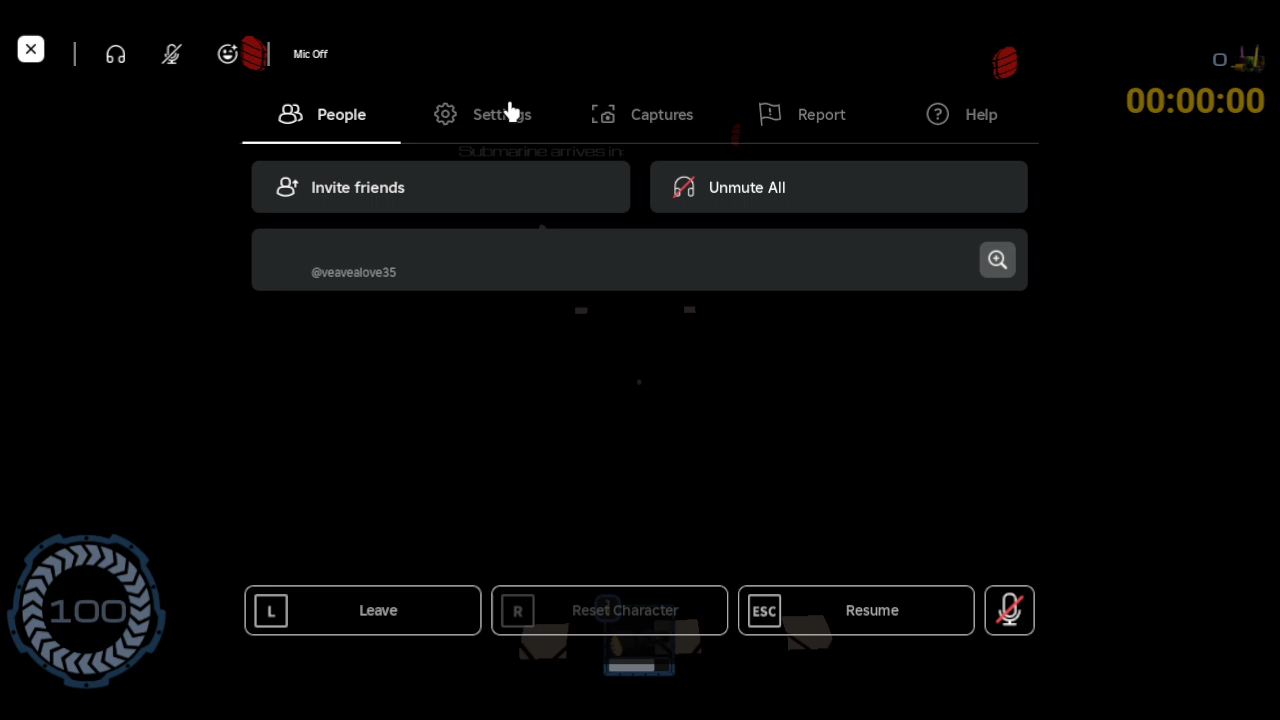 Mic Off
00:00:00
People
Settings
Captures
Report
Help
Submarine arrives in:
Invite friends
Unmute All
@veavealove35
100
L
Leave
R
Reset Character
ESC
Resume